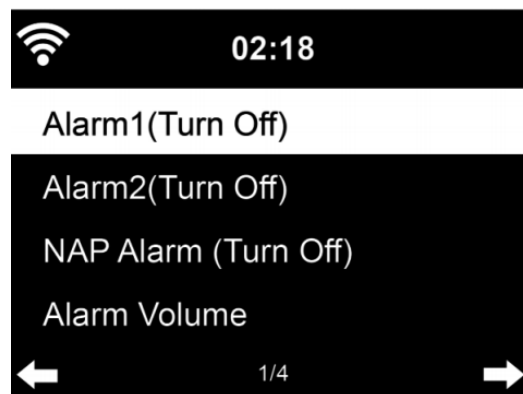 02:18
Alarm1(Turn Off)
Alarm2(Turn Off)
NAP Alarm (Turn Off)
Alarm Volume
1/4